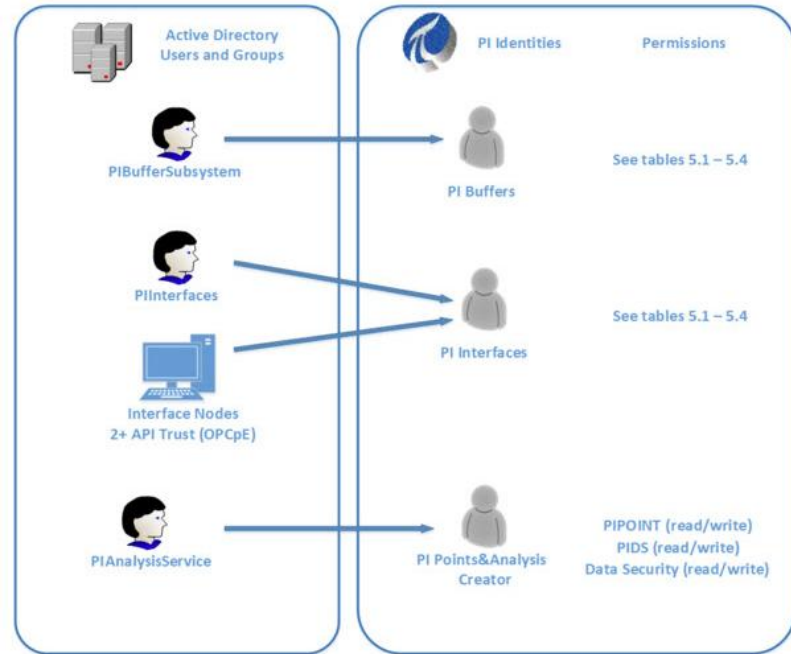 Active Directory
Users and Groups
PI Identities
Permissions
PIBufferSubsystem
PI Buffers
See tables 5.1 – 5.4
PIInterfaces
PI Interfaces
See tables 5.1 – 5.4
Interface Nodes
2+ API Trust (OPCpE)
PIAnalysisService
PI Points&Analysis
Creator
PIPOINT (read/write)
PIDS (read/write)
Data Security (read/write)